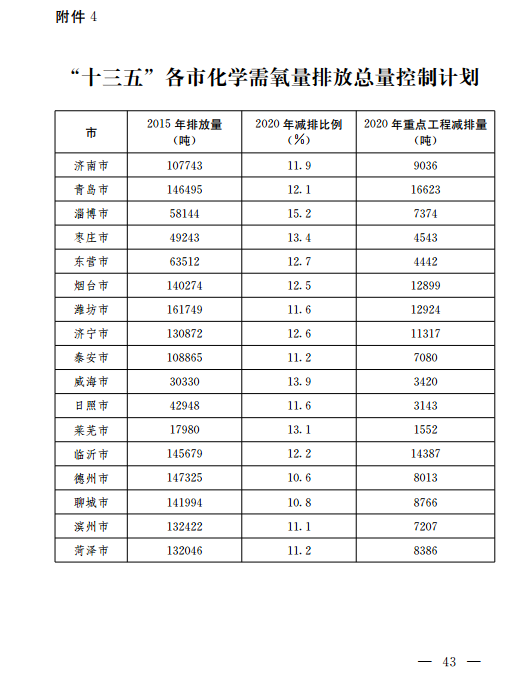 附件 4
“十三五”各市化学需氧量排放总量控制计划
市 2015 年排放量（吨） 2020 年减排比例（%） 2020 年重点工程减排量（吨）
济南市 107743 11.9 9036
青岛市 146495 12.1 16623
淄博市 58144 15.2 7374
枣庄市 49243 13.4 4543
东营市 63512 12.7 4442
烟台市 140274 12.5 12899
潍坊市 161749 11.6 12924
济宁市 130872 12.6 11317
泰安市 108865 11.2 7080
威海市 30330 13.9 3420
日照市 42948 11.6 3143
莱芜市 17980 13.1 1552
临沂市 145679 12.2 14387
德州市 147325 10.6 8013
聊城市 141994 10.8 8766
滨州市 132422 11.1 7207
菏泽市 132046 11.2 8386
— 43 —